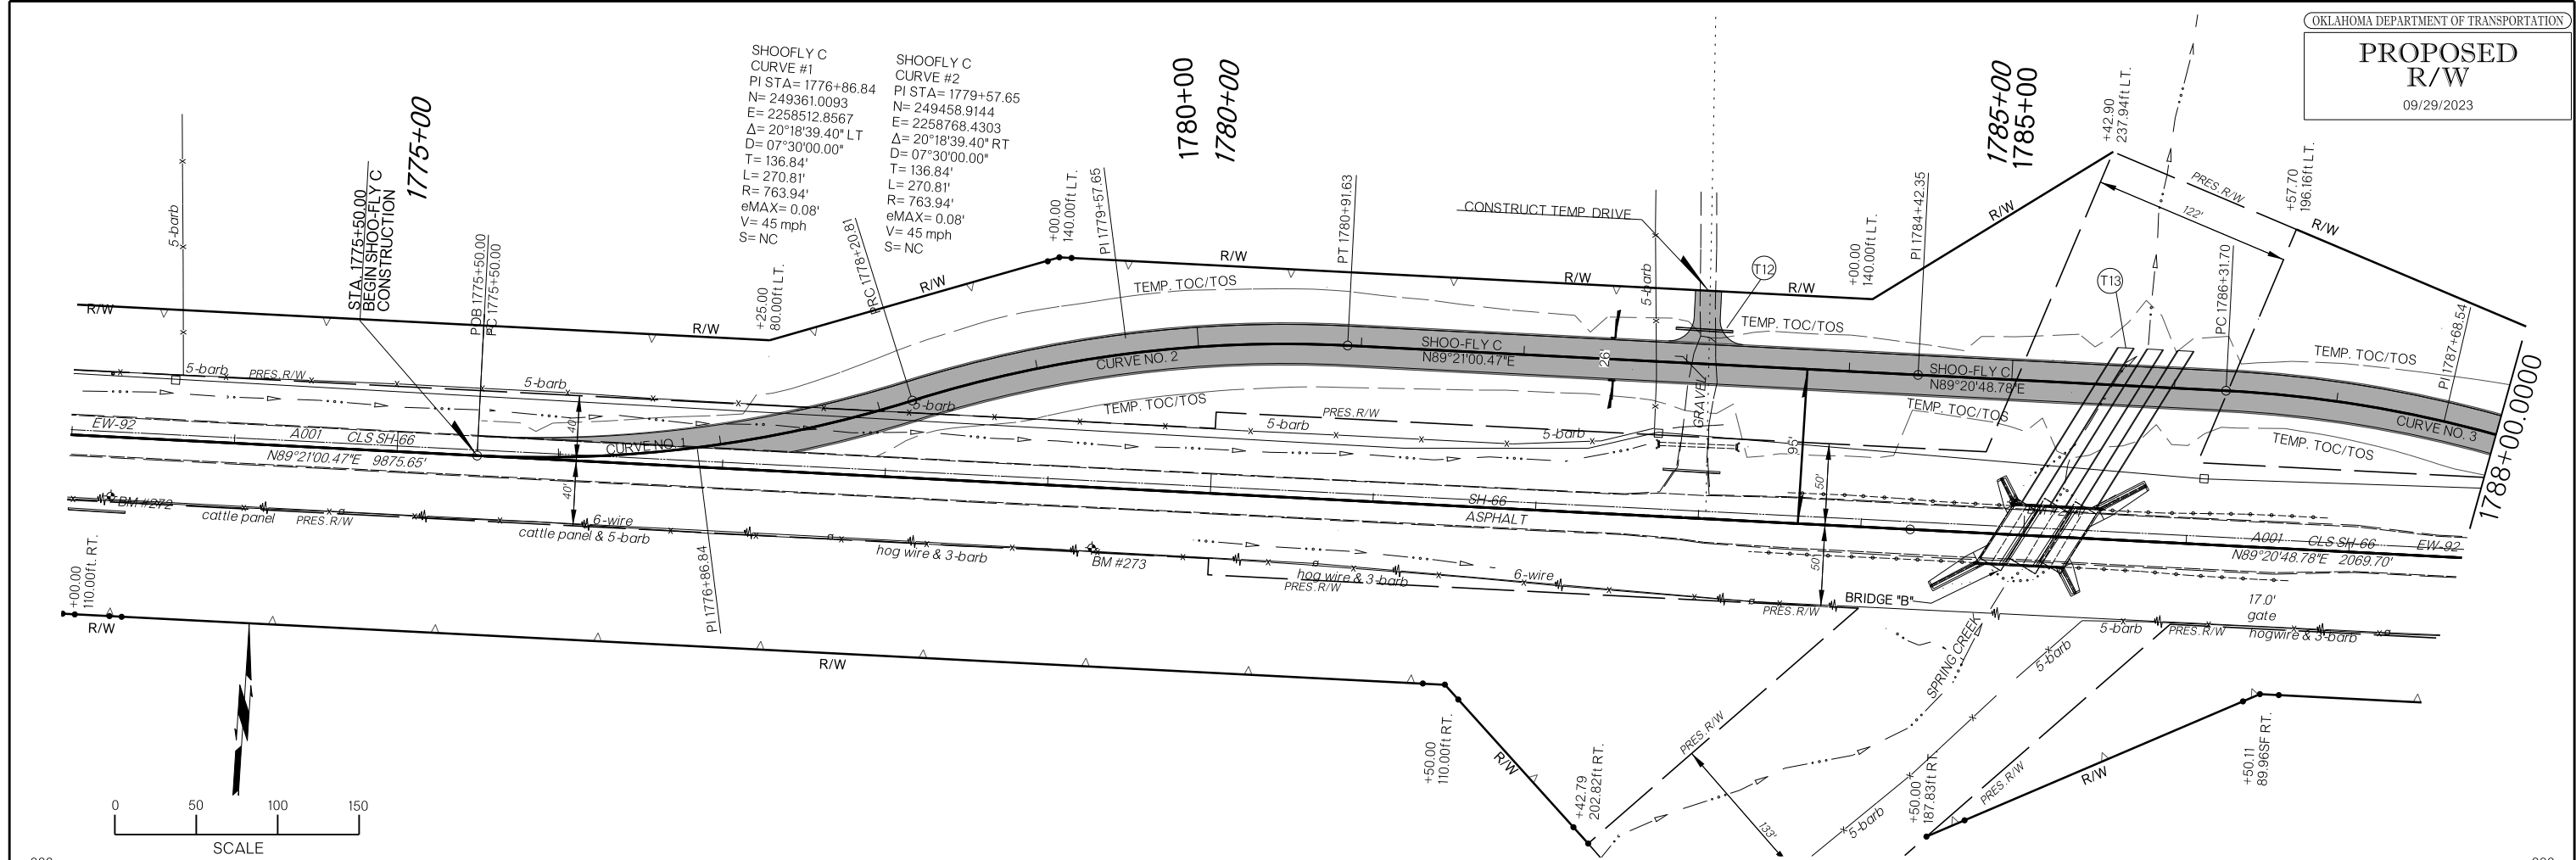 OKLAHOMA DEPARTMENT OF TRANSPORTATION
PROPOSED
R/W
09/29/2023
SHOOFLY C
CURVE #1
PI STA= 1776+86.84
N= 249361.0093
E= 2258512.8567
Δ= 20°18'39.40" LT
D= 07°30'00.00"
T= 136.84'
L= 270.81'
R= 763.94'
eMAX= 0.08'
V= 45 mph
S= NC
SHOOFLY C
CURVE #2
PI STA= 1779+57.65
N= 249458.9144
E= 2258768.4303
Δ= 20°18'39.40" RT
D= 07°30'00.00"
T= 136.84'
L= 270.81'
R= 763.94'
eMAX= 0.08'
V= 45 mph
S= NC
1775+00
1780+00
1780+00
1785+00
1785+00
+42.90
237.94ft LT.
PRES.R/W
122'
+57.70
196.16ft LT.
R/W
R/W
5-barb
STA. 1775+50.00
BEGIN SHOO-FLY C
CONSTRUCTION
POB 1775+50.00
PC 1775+50.00
+25.00
80.00ft LT.
PRC 1778+20.81
+00.00
140.00ft LT.
PI 1779+57.65
PT 1780+91.63
CONSTRUCT TEMP. DRIVE
5-barb
T12
+00.00
140.00ft LT.
PI 1784+42.35
T13
PC 1786+31.70
PI 1787+68.54
1788+00.0000
R/W
R/W
R/W
R/W
R/W
R/W
TEMP. TOC/TOS
TEMP. TOC/TOS
TEMP. TOC/TOS
SHOO-FLY C
N89°21'00.47"E
26'
SHOO-FLY C
N89°20'48.78"E
CURVE NO. 2
CURVE NO. 1
CURVE NO. 3
TEMP. TOC/TOS
TEMP. TOC/TOS
TEMP. TOC/TOS
5-barb
PRES.R/W
5-barb
5-barb
PRES.R/W
5-barb
5-barb
GRAVEL
95'
50'
50'
40'
40'
EW-92
A001
CLS SH-66
N89°21'00.47"E 9875.65'
SH-66
ASPHALT
A001
CLS SH-66
EW-92
N89°20'48.78"E 2069.70'
BM #272
cattle panel
PRES.R/W
6-wire
cattle panel & 5-barb
hog wire & 3-barb
BM #273
hog wire & 3-barb
PRES.R/W
6-wire
PRES.R/W
BRIDGE "B"
17.0'
gate
5-barb
PRES.R/W
hogwire & 3-barb
+00.00
110.00ft. RT.
R/W
PI 1776+86.84
R/W
SPRING CREEK
5-barb
PRES.R/W
+50.00
110.00ft RT.
R/W
+42.79
202.82ft RT.
133'
5-barb
+50.00
187.83ft RT.
PRES.R/W
R/W
+50.11
89.96SF RT.
0 50 100 150
SCALE